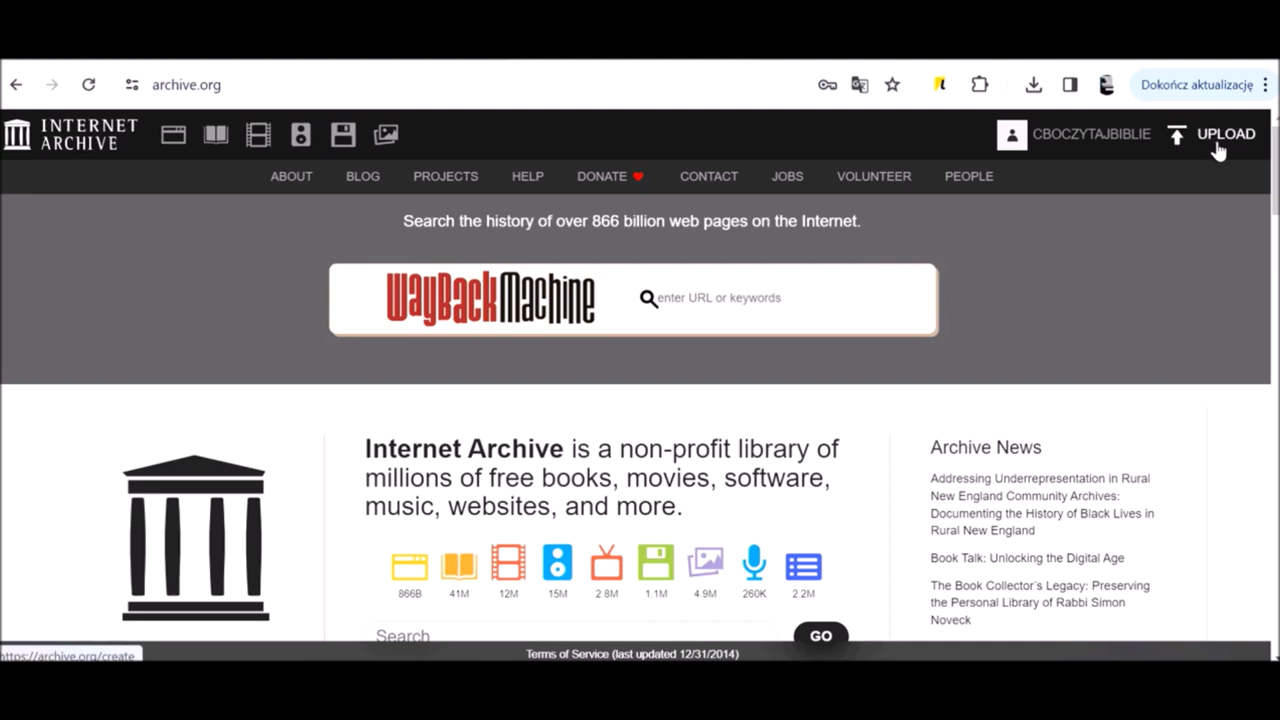 archive.org
Dokończ aktualizację
INTERNET
ARCHIVE
CBOCZYTAJBIBLIE
UPLOAD
ABOUT BLOG PROJECTS HELP DONATE CONTACT JOBS VOLUNTEER PEOPLE
Search the history of over 866 billion web pages on the Internet.
WayBackMachine
enter URL or keywords
Internet Archive is a non-profit library of
millions of free books, movies, software,
music, websites, and more.
866B 41M 12M 15M 2.8M 1.1M 4.9M 260K 2.2M
Search
GO
Archive News
Addressing Underrepresentation in Rural
New England Community Archives:
Documenting the History of Black Lives in
Rural New England
Book Talk: Unlocking the Digital Age
The Book Collector's Legacy: Preserving
the Personal Library of Rabbi Simon
Noveck
https://archive.org/create
Terms of Service (last updated 12/31/2014)